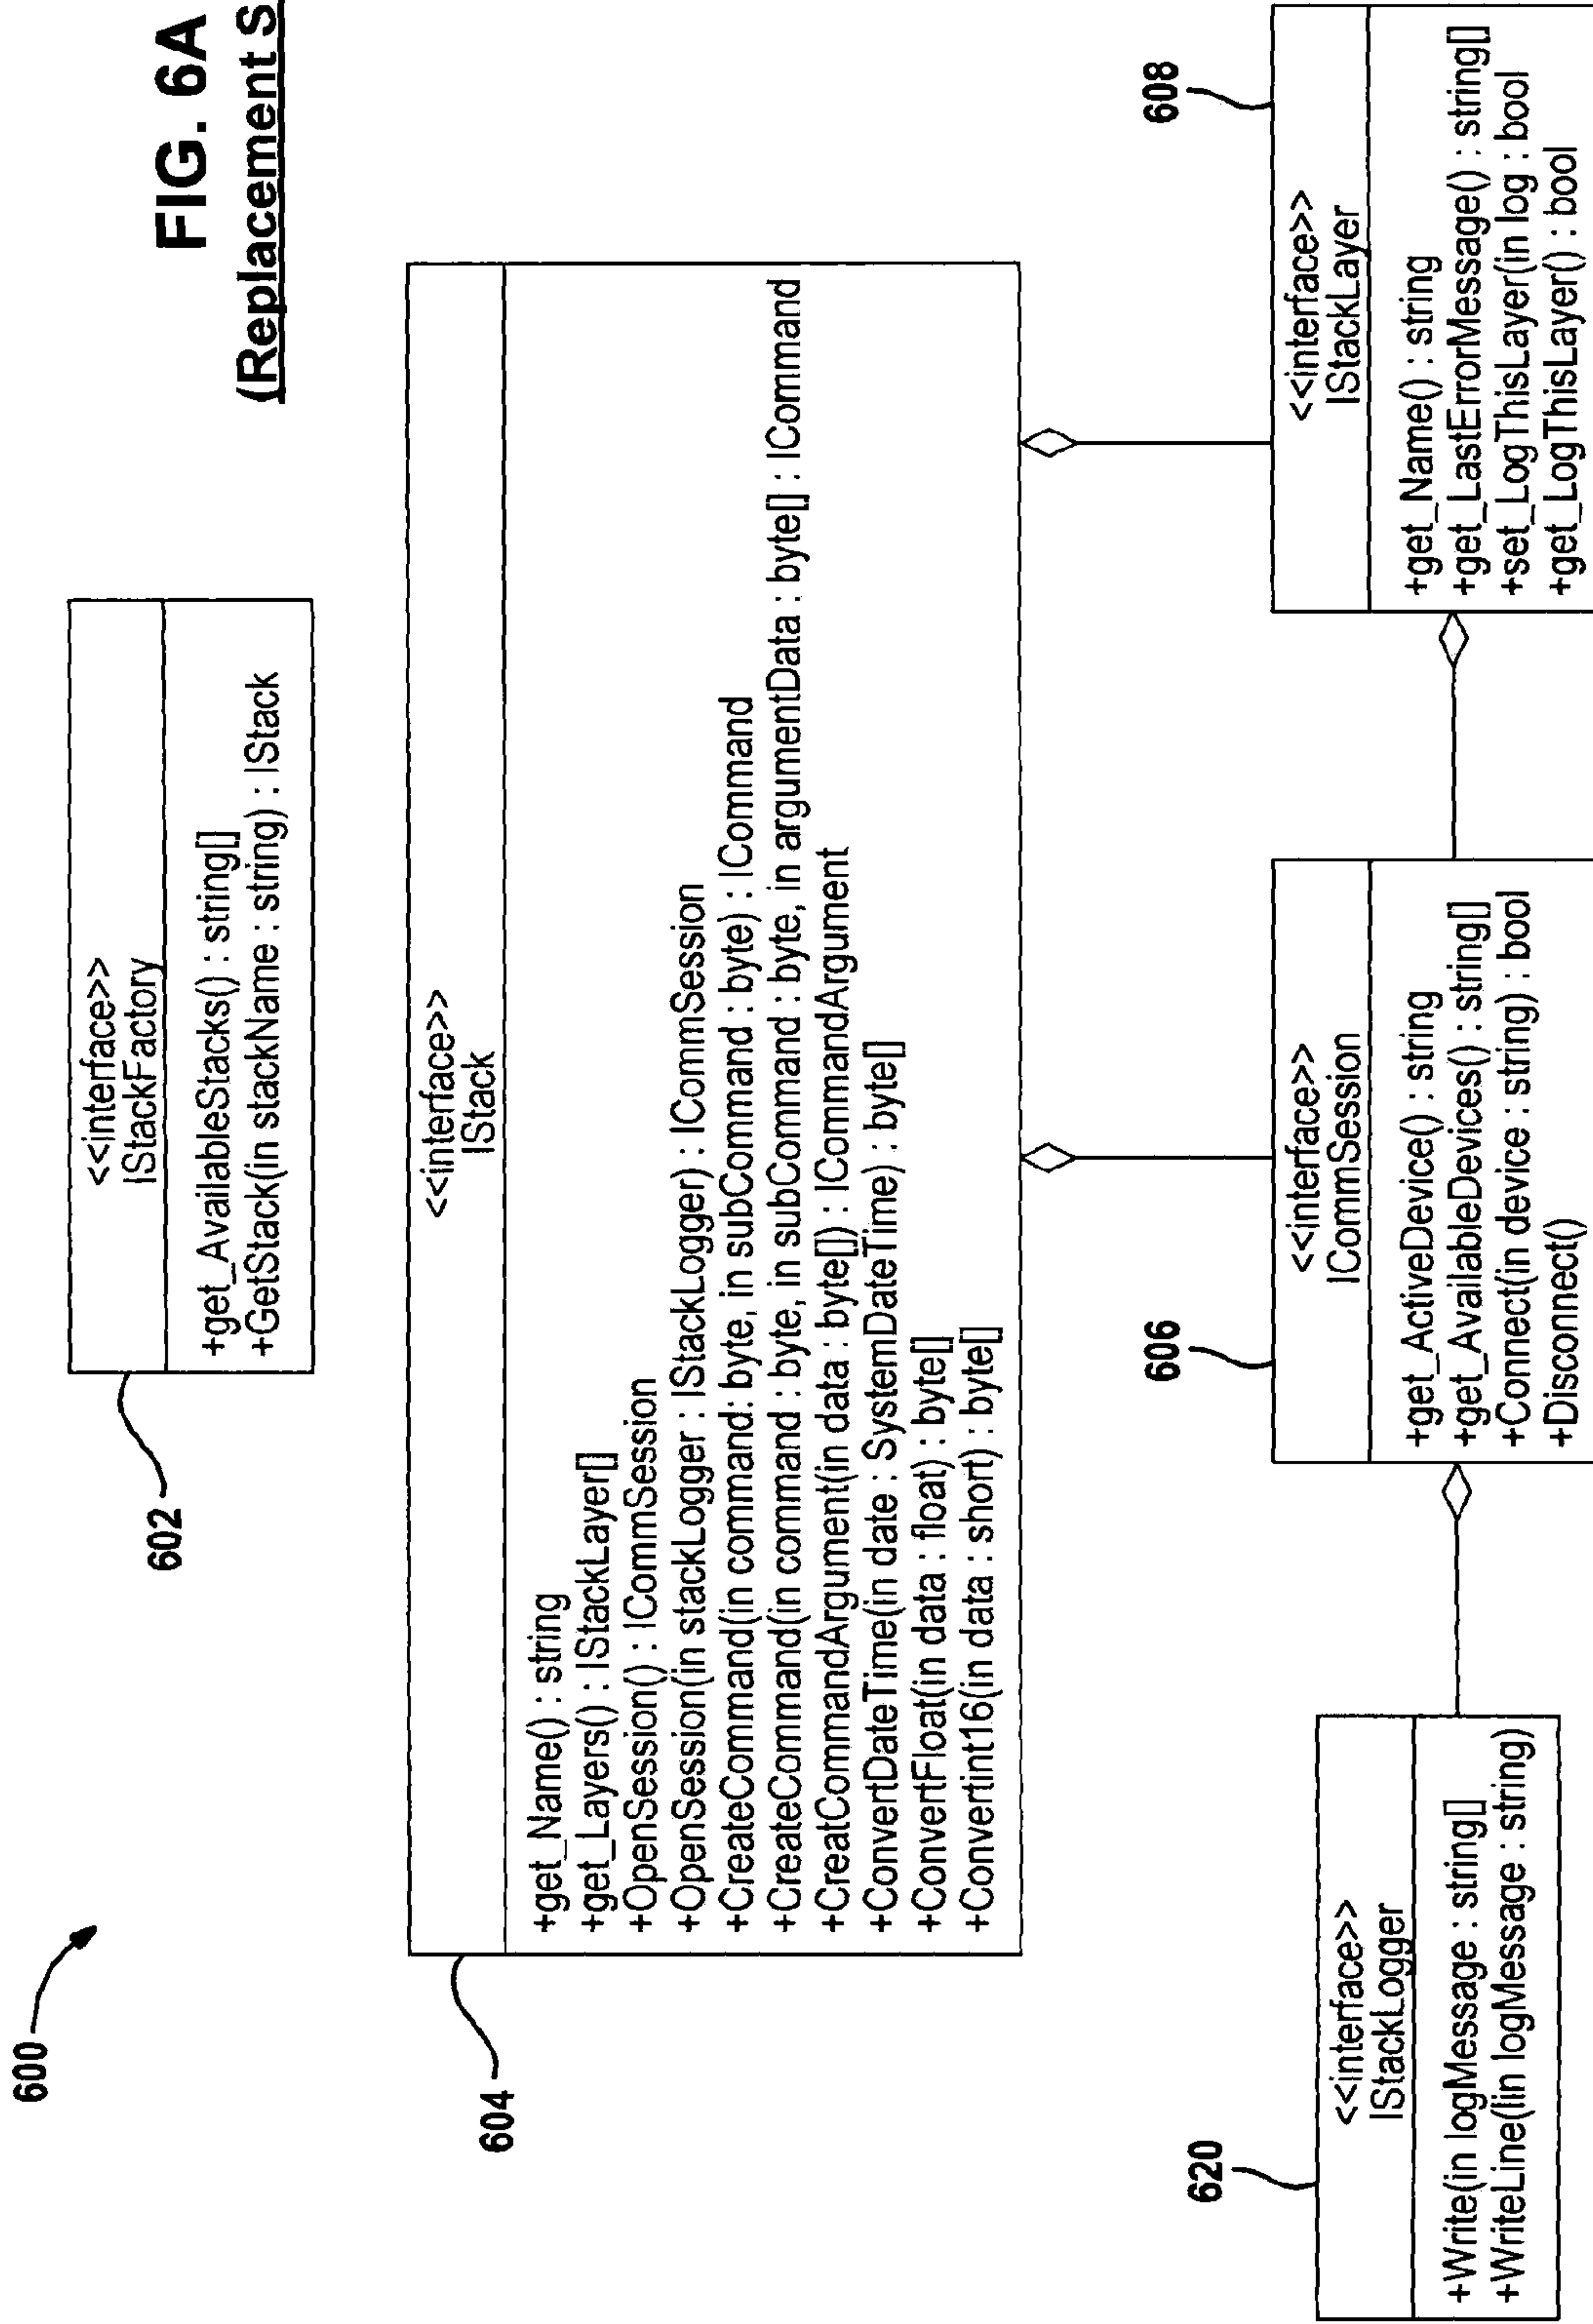 600
FIG. 6A
(Replacement S
602
<<interface>>
IStackFactory
+get_AvailableStacks() : string[]
+GetStack(in stackName : string) : IStack
604
<<interface>>
IStack
+get_Name() : string
+get_Layers() : IStackLayer[]
+OpenSession() : ICommSession
+OpenSession(in stackLogger : IStackLogger) : ICommSession
+CreateCommand(in command: byte, in subCommand : byte) : ICommand
+CreateCommand(in command : byte, in subCommand : byte, in argumentData : byte[] : ICommand
+CreatCommandArgument(in data : byte[]) : ICommandArgument
+ConvertDateTime(in date : SystemDateTime) : byte[]
+ConvertFloat(in data : float) : byte[]
+Convertint16(in data : short) : byte[]
620
<<interface>>
IStackLogger
+Write(in logMessage : string[]
+WriteLine(lin logMessage : string)
606
<<interface>>
ICommSession
+get_ActiveDevice() : string
+get_AvailableDevices() : string[]
+Connect(in device : string) : bool
+Disconnect()
608
<<interface>>
IStackLayer
+get_Name() : string
+get_LastErrorMessage() : string[]
+set_LogThisLayer(in log : bool
+get_LogThisLayer() : bool